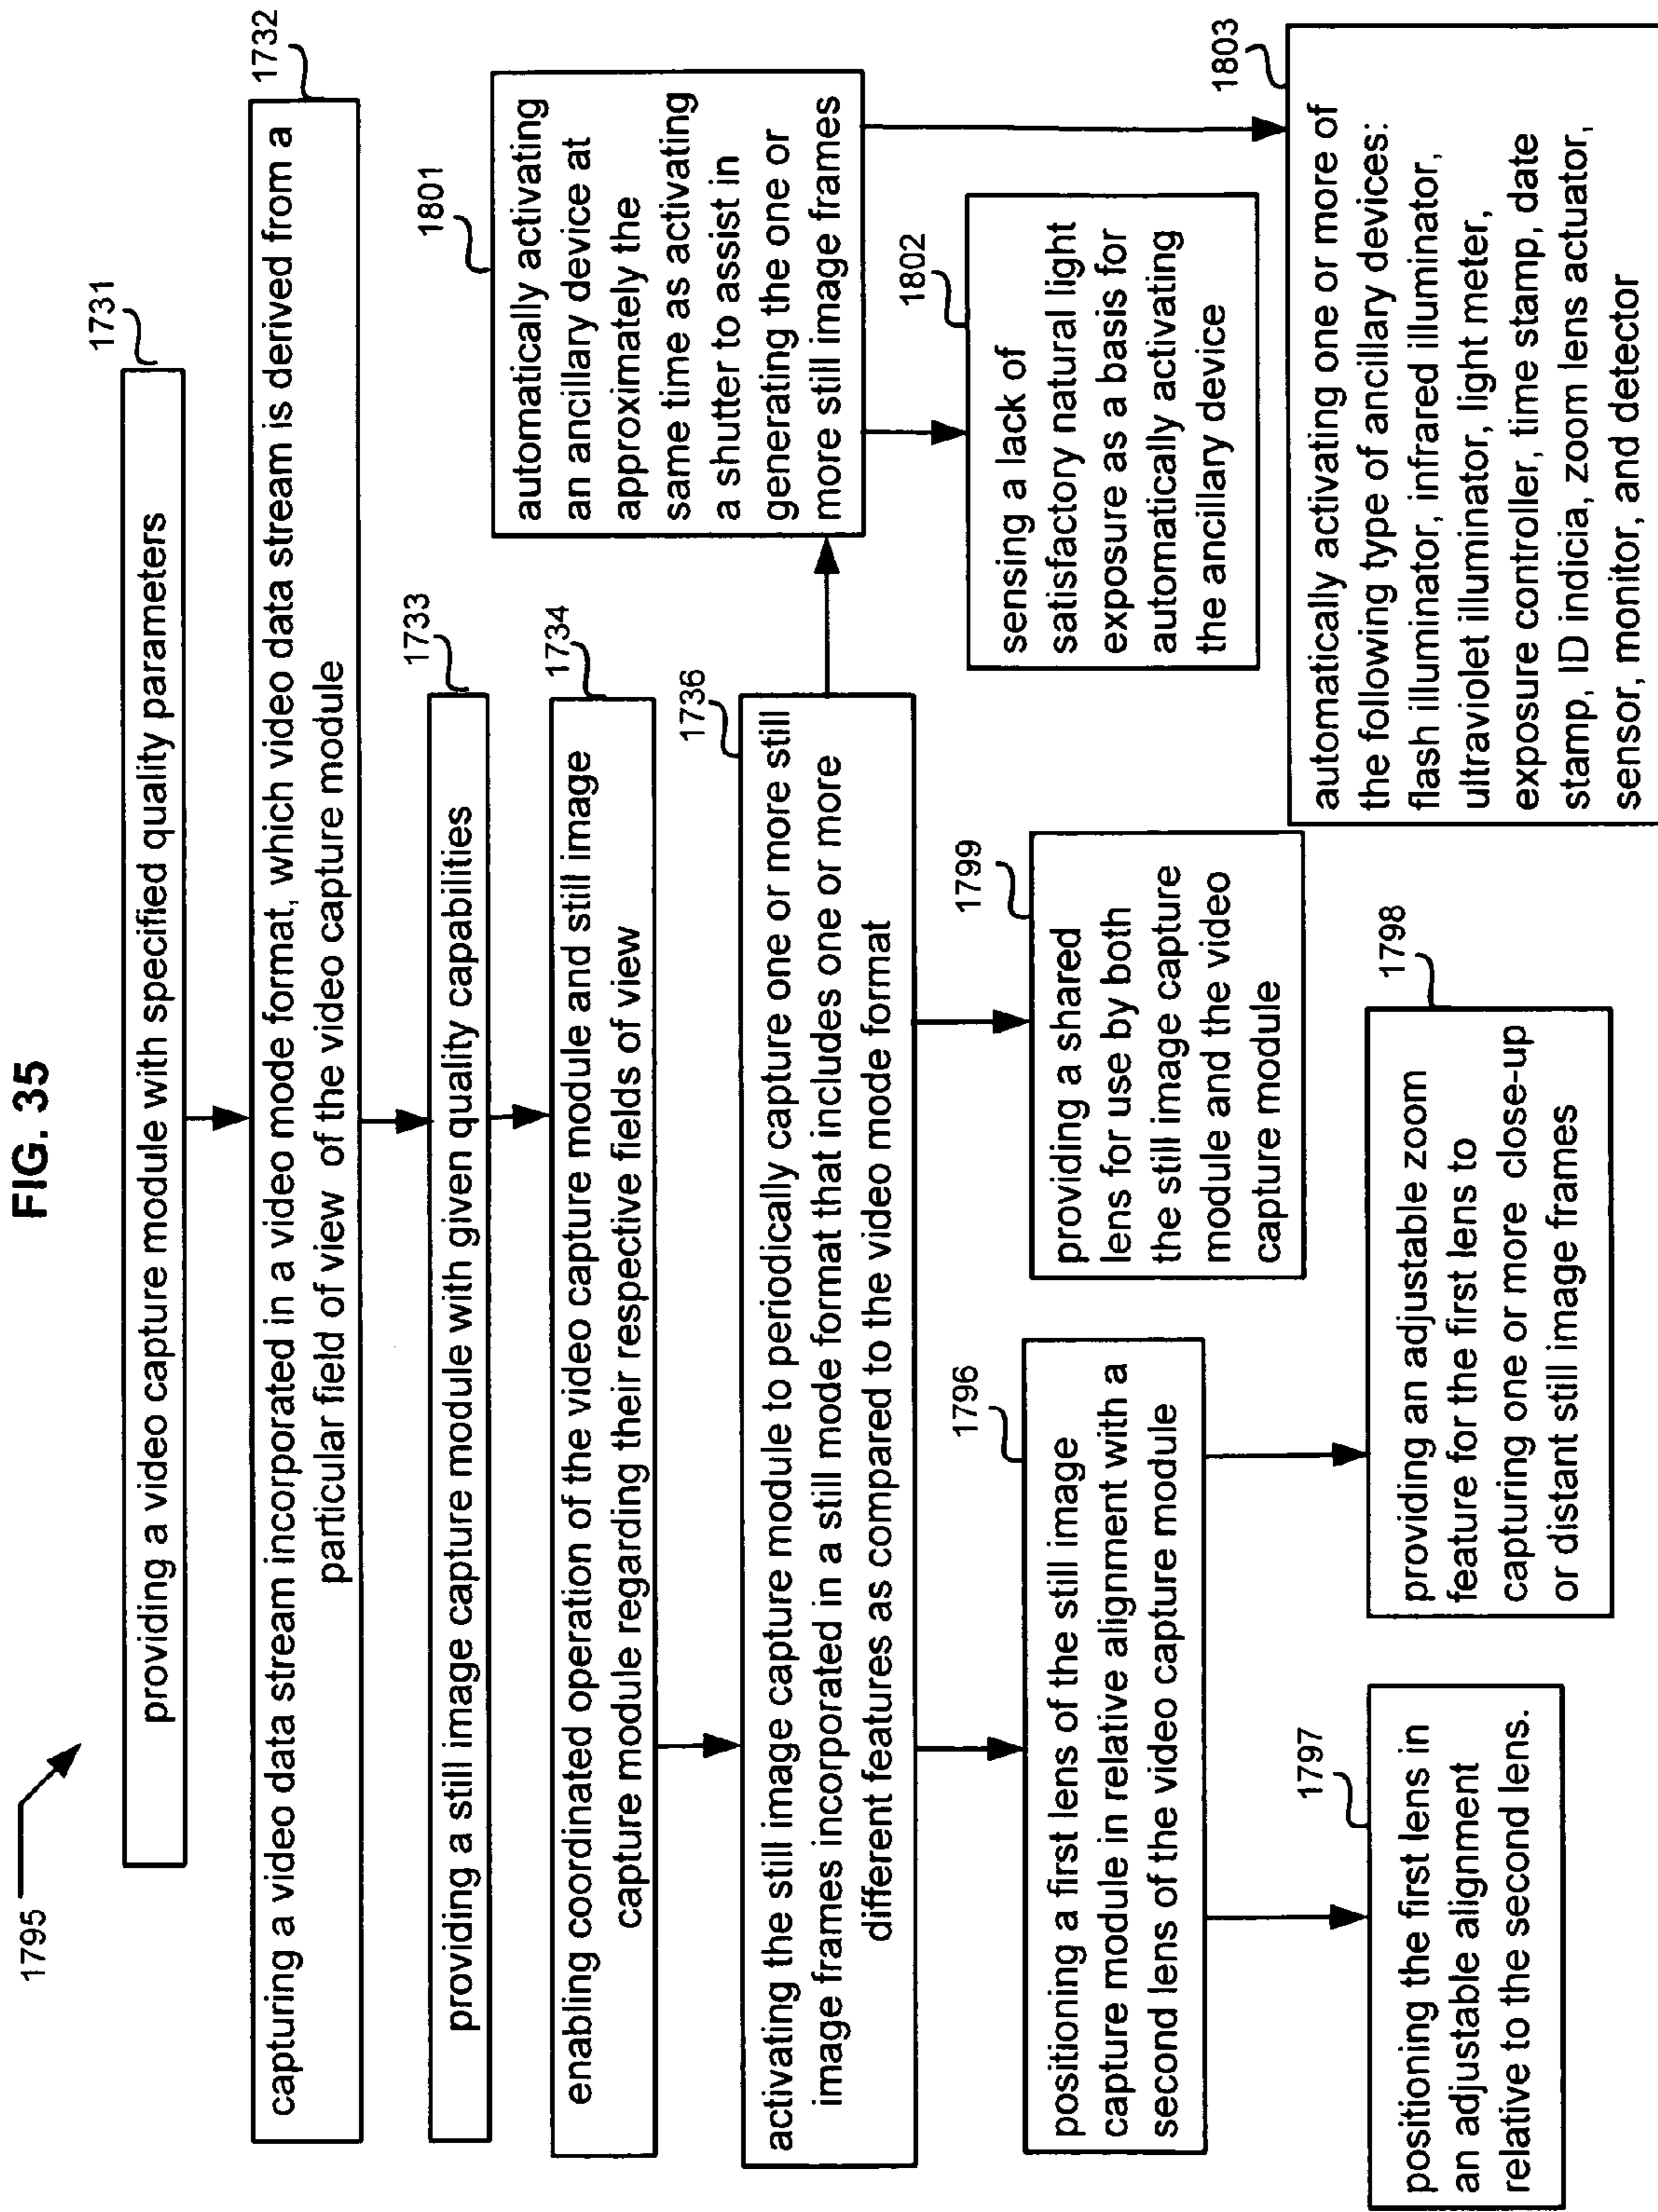 FIG. 35
1795
1731
providing a video capture module with specified quality parameters
1732
capturing a video data stream incorporated in a video mode format, which video data stream is derived from a
particular field of view of the video capture module
1733
providing a still image capture module with given quality capabilities
1734
enabling coordinated operation of the video capture module and still image
capture module regarding their respective fields of view
1736
activating the still image capture module to periodically capture one or more still
image frames incorporated in a still mode format that includes one or more
different features as compared to the video mode format
1801
automatically activating
an ancillary device at
approximately the
same time as activating
a shutter to assist in
generating the one or
more still image frames
1802
sensing a lack of
satisfactory natural light
exposure as a basis for
automatically activating
the ancillary device
1803
automatically activating one or more of
the following type of ancillary devices:
flash illuminator, infrared illuminator,
ultraviolet illuminator, light meter,
exposure controller, time stamp, date
stamp, ID indicia, zoom lens actuator,
sensor, monitor, and detector
1796
positioning a first lens of the still image
capture module in relative alignment with a
second lens of the video capture module
1799
providing a shared
lens for use by both
the still image capture
module and the video
capture module
1797
positioning the first lens in
an adjustable alignment
relative to the second lens.
1798
providing an adjustable zoom
feature for the first lens to
capturing one or more close-up
or distant still image frames